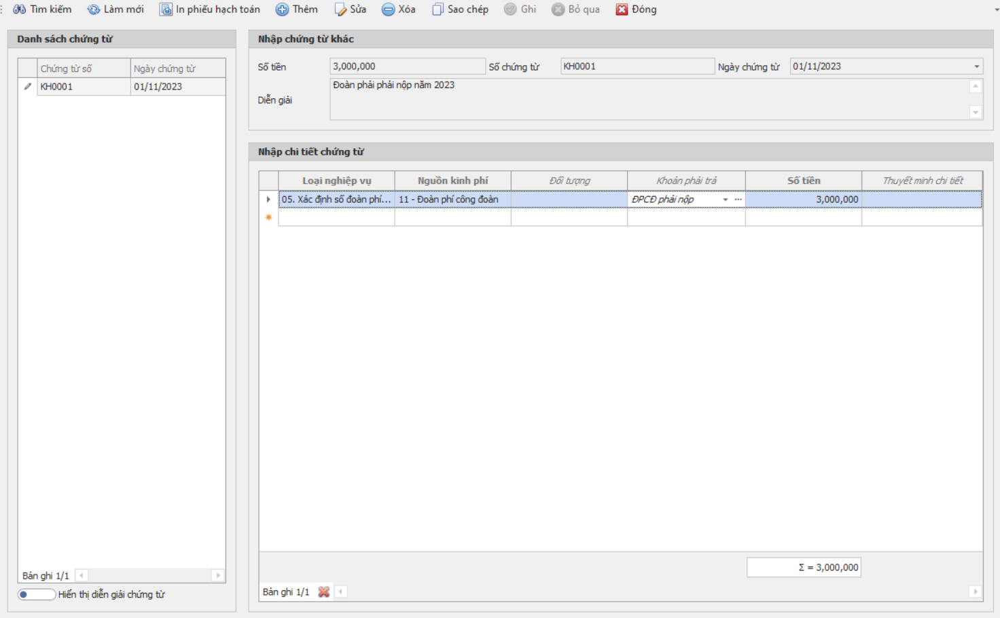 Tìm kiếm Làm mới In phiếu hạch toán Thêm Sửa Xóa Sao chép Ghi Bỏ qua Đóng
Danh sách chứng từ
Chứng từ số Ngày chứng từ
KH0001 01/11/2023
Bản ghi 1/1
Hiển thị diễn giải chứng từ
Nhập chứng từ khác
Số tiền 3,000,000 Số chứng từ KH0001 Ngày chứng từ 01/11/2023
Diễn giải Đoàn phải phải nộp năm 2023
Nhập chi tiết chứng từ
Loại nghiệp vụ Nguồn kinh phí Đối tượng Khoản phải trả Số tiền Thuyết minh chi tiết
05. Xác định số đoàn phí... 11 - Đoàn phí công đoàn ĐPCĐ phải nộp ... 3,000,000
Σ = 3,000,000
Bản ghi 1/1